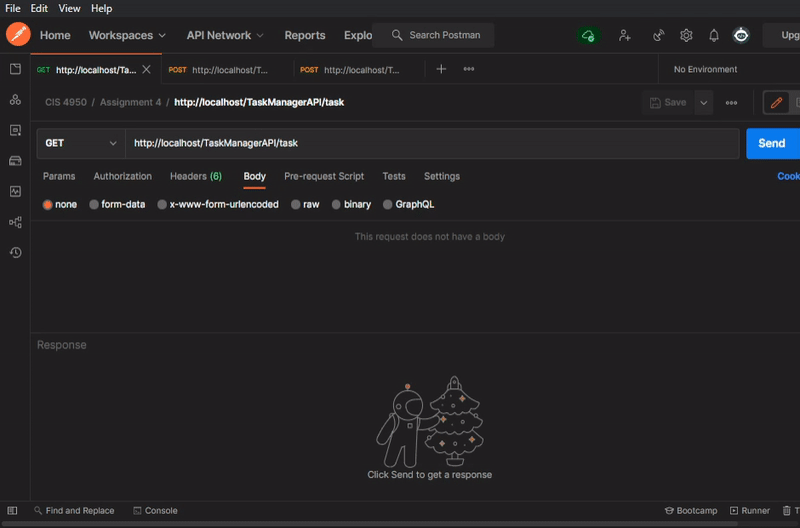 File Edit View Help
Home Workspaces API Network Reports Explo Search Postman Upg
GET http://localhost/Ta... POST http://localhost/T... POST http://localhost/T... No Environment
CIS 4950 / Assignment 4 / http://localhost/TaskManagerAPI/task Save
GET http://localhost/TaskManagerAPI/task Send
Params Authorization Headers (6) Body Pre-request Script Tests Settings Cook
none form-data x-www-form-urlencoded raw binary GraphQL
This request does not have a body
Response
Click Send to get a response
Find and Replace Console Bootcamp Runner T